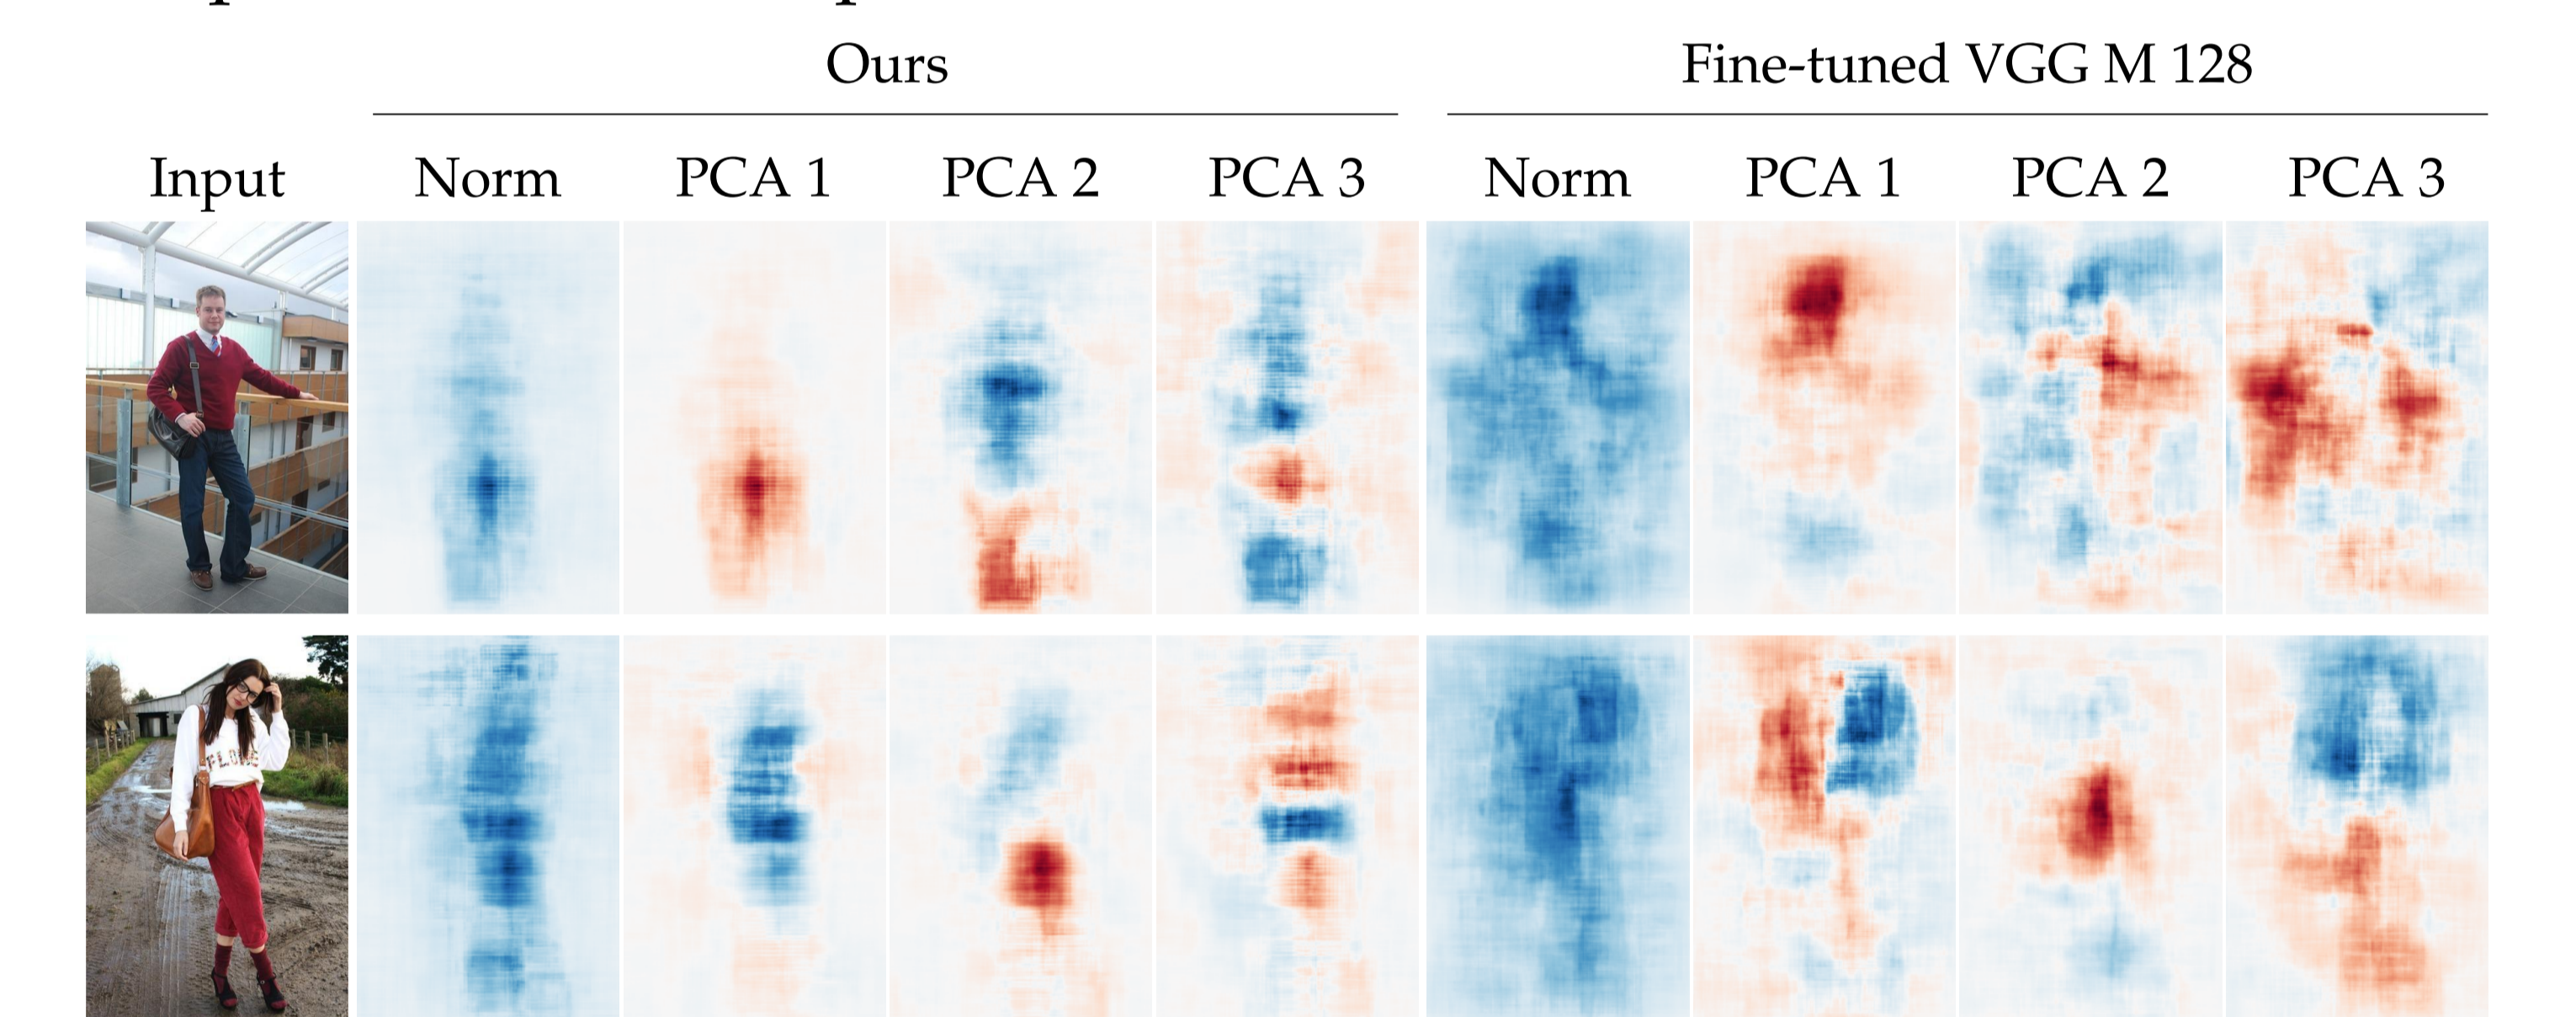 Ours Fine-tuned VGG M 128
Input Norm PCA 1 PCA 2 PCA 3 Norm PCA 1 PCA 2 PCA 3